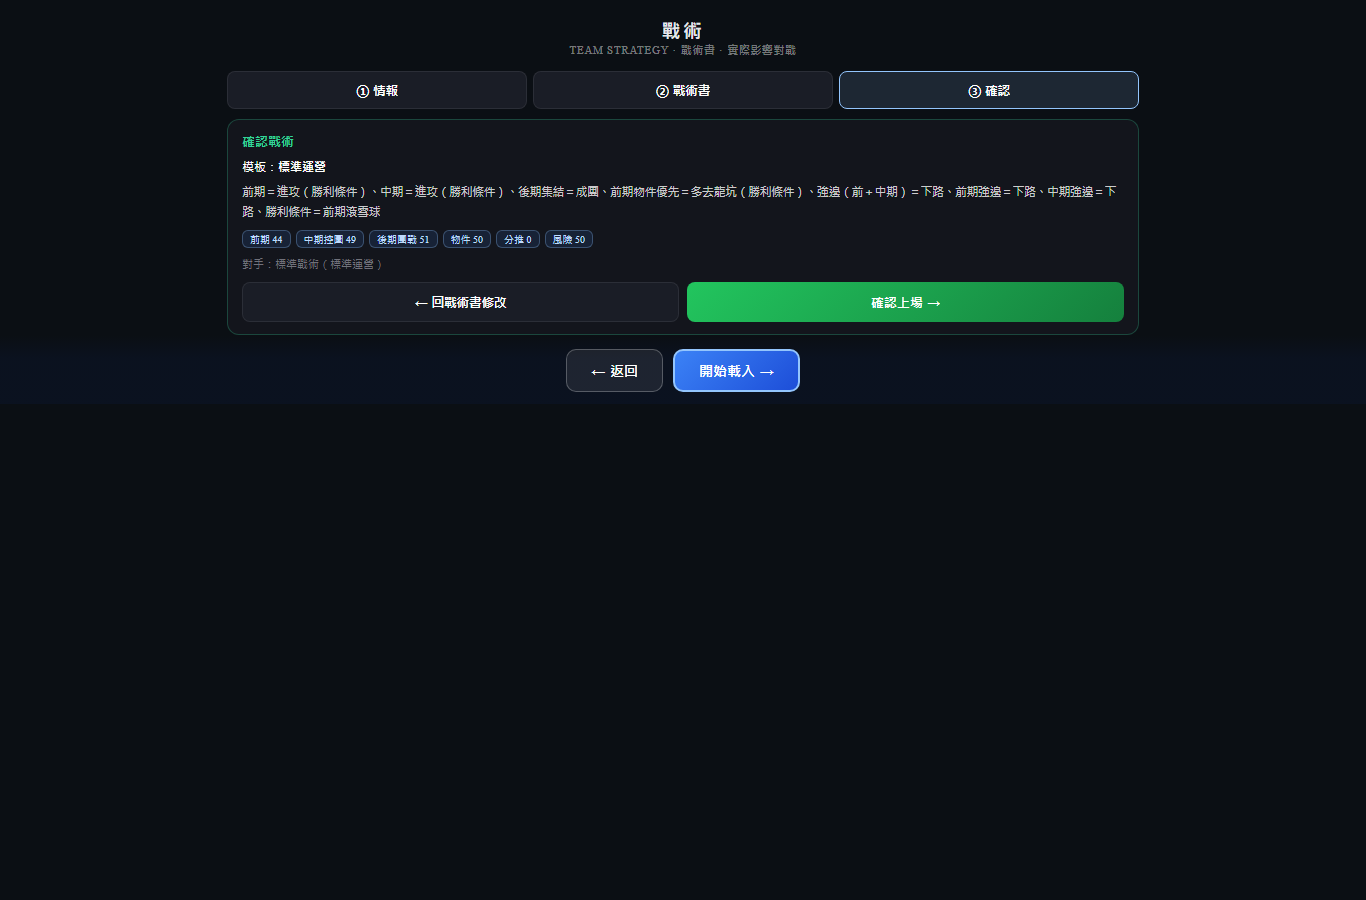 戰術
TEAM STRATEGY · 戰術書 · 實際影響對戰
① 情報
② 戰術書
③ 確認
確認戰術
模板：標準運營
前期＝進攻（勝利條件）、中期＝進攻（勝利條件）、後期集結＝成團、前期物件優先＝多去龍坑（勝利條件）、強邊（前＋中期）＝下路、前期強邊＝下路、中期強邊＝下
路、勝利條件＝前期滾雪球
前期 44
中期控圖 49
後期團戰 51
物件 50
分推 0
風險 50
對手：標準戰術（標準運營）
← 回戰術書修改
確認上場 →
← 返回
開始載入 →